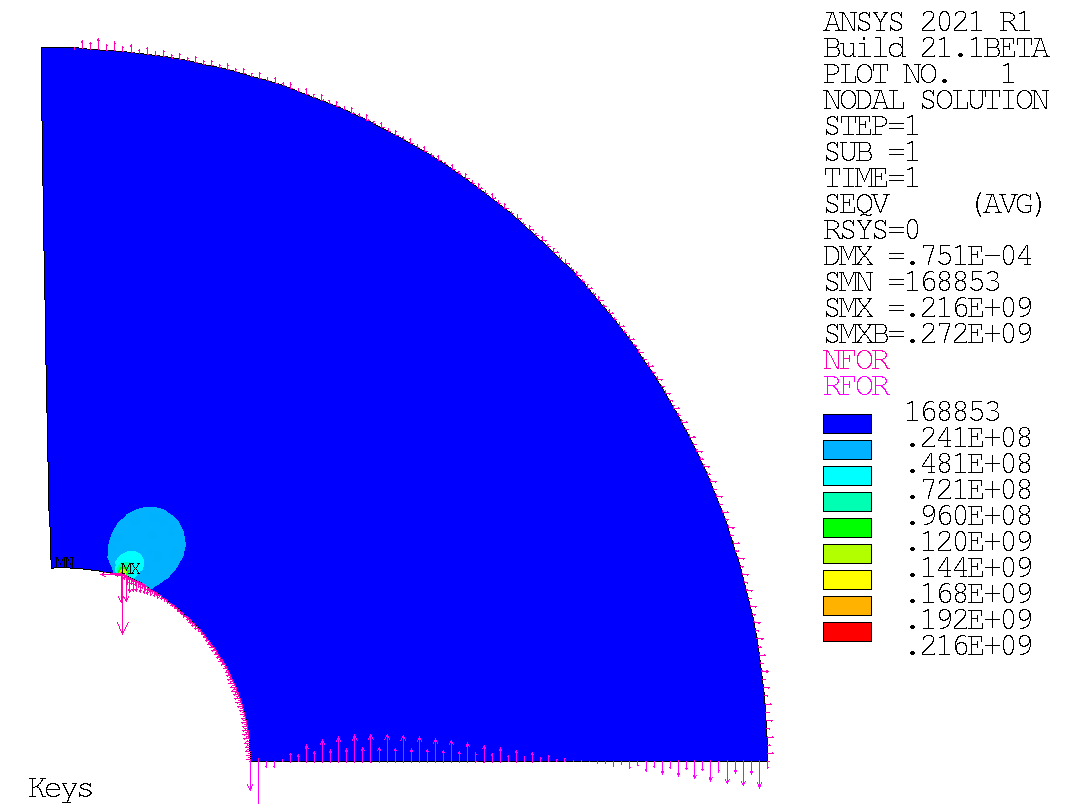 ANSYS 2021 R1
Build 21.1BETA
PLOT NO.   1
NODAL SOLUTION
STEP=1
SUB =1
TIME=1
SEQV     (AVG)
RSYS=0
DMX =.751E-04
SMN =168853
SMX =.216E+09
SMXB=.272E+09
NFOR
RFOR
168853
.241E+08
.481E+08
.721E+08
.960E+08
.120E+09
.144E+09
.168E+09
.192E+09
.216E+09
MN
MX
Keys